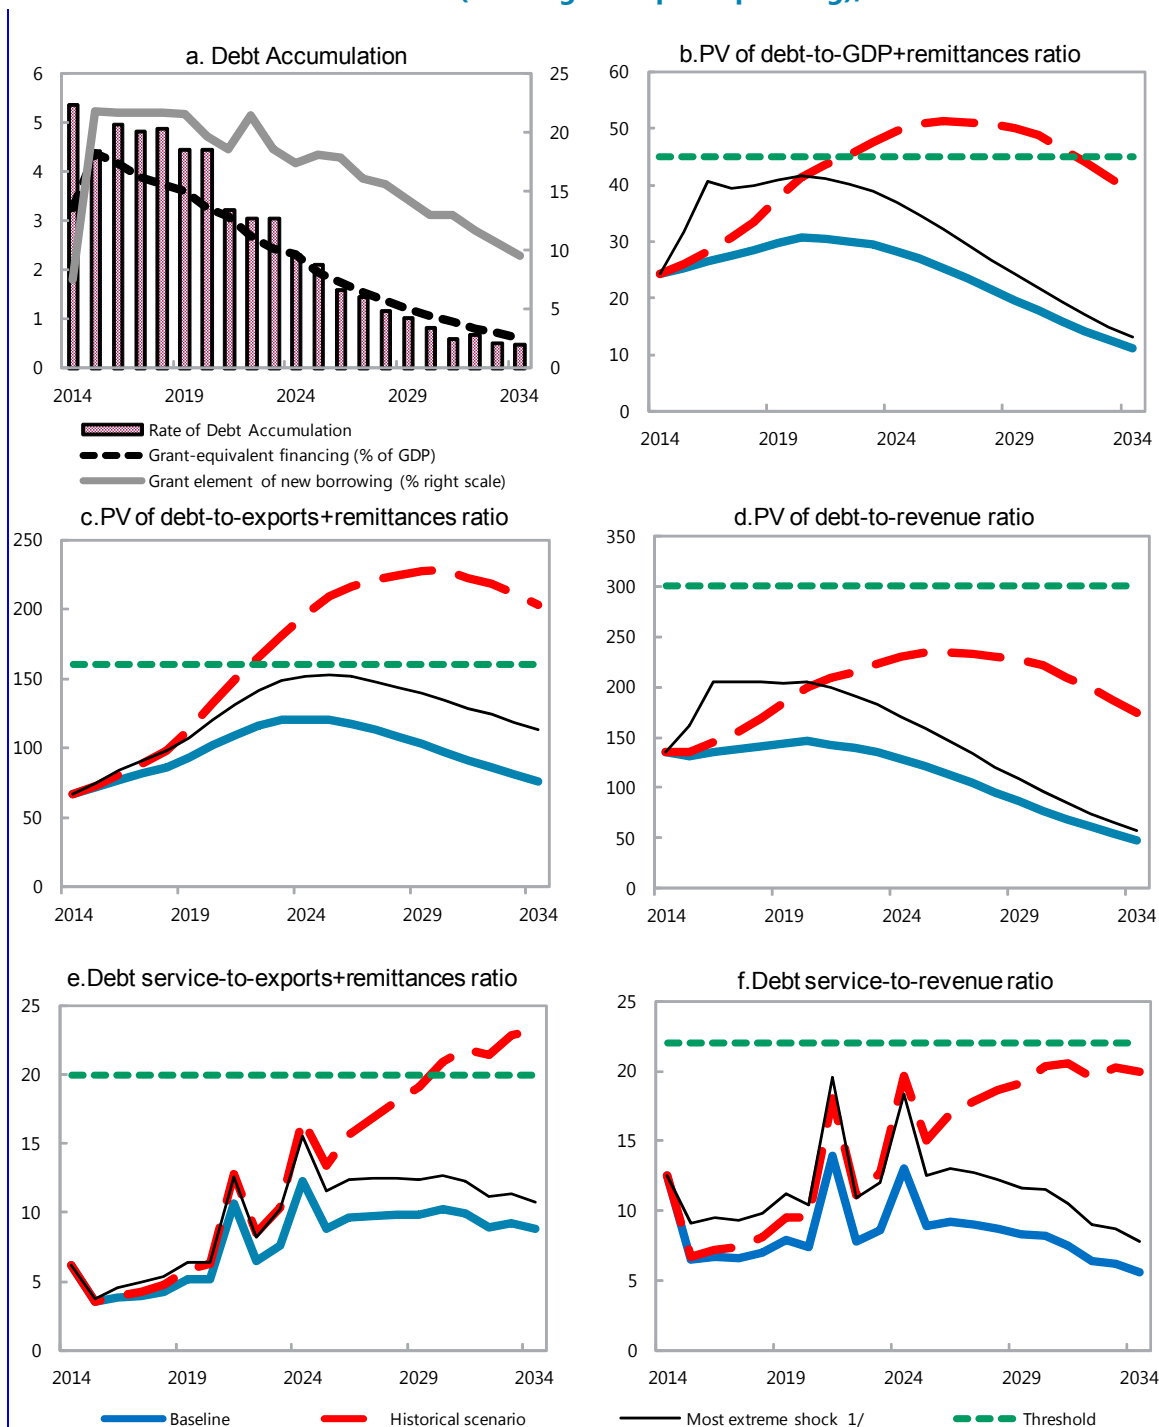 a. Debt Accumulation
6
5
4
3
2
1
0
25
20
15
10
5
0
2014 2019 2024 2029 2034
Rate of Debt Accumulation
Grant-equivalent financing (% of GDP)
Grant element of new borrowing (% right scale)
b.PV of debt-to-GDP+remittances ratio
60
50
40
30
20
10
0
2014 2019 2024 2029 2034
c.PV of debt-to-exports+remittances ratio
250
200
150
100
50
0
2014 2019 2024 2029 2034
d.PV of debt-to-revenue ratio
350
300
250
200
150
100
50
0
2014 2019 2024 2029 2034
e.Debt service-to-exports+remittances ratio
25
20
15
10
5
0
2014 2019 2024 2029 2034
f.Debt service-to-revenue ratio
25
20
15
10
5
0
2014 2019 2024 2029 2034
Baseline Historical scenario Most extreme shock 1/ Threshold